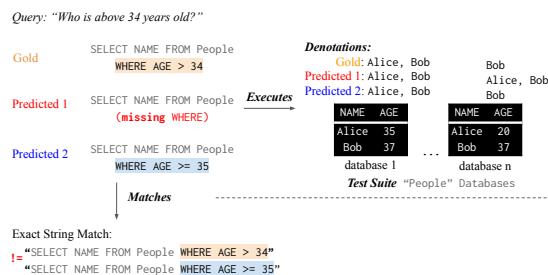 Query: “Who is above 34 years old?”
Gold
SELECT NAME FROM People
WHERE AGE > 34
Predicted 1
SELECT NAME FROM People
(missing WHERE)
Predicted 2
SELECT NAME FROM People
WHERE AGE >= 35
Executes
Denotations:
Gold: Alice, Bob
Predicted 1: Alice, Bob
Predicted 2: Alice, Bob
Bob
Alice, Bob
Bob
NAME AGE
Alice 35
Bob 37
database 1
...
NAME AGE
Alice 20
Bob 37
database n
Test Suite “People” Databases
Matches
Exact String Match:
!= “SELECT NAME FROM People WHERE AGE > 34”
“SELECT NAME FROM People WHERE AGE >= 35”